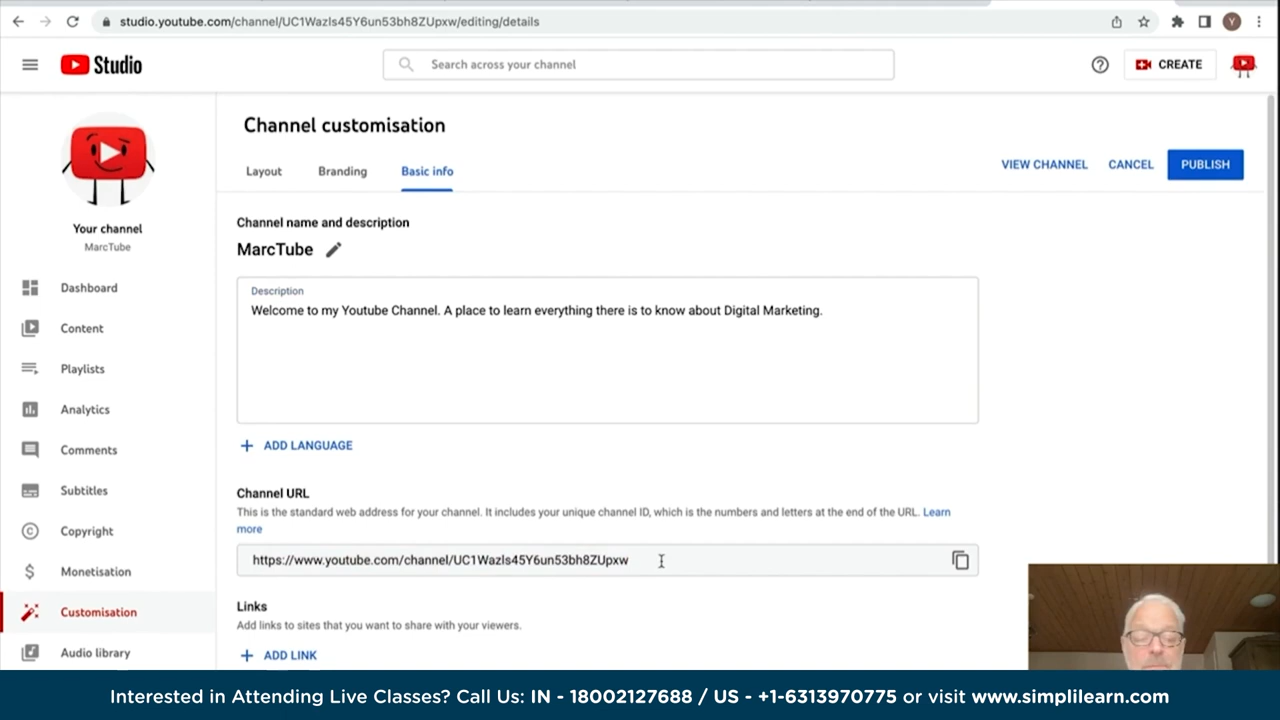 studio.youtube.com/channel/UC1Wazls45Y6un53bh8ZUpxw/editing/details
Y
Studio
Search across your channel
CREATE
Channel customisation
Layout
Branding
Basic info
VIEW CHANNEL
CANCEL
PUBLISH
Your channel
MarcTube
Dashboard
Content
Playlists
Analytics
Comments
Subtitles
Copyright
Monetisation
Customisation
Audio library
Channel name and description
MarcTube
Description
Welcome to my Youtube Channel. A place to learn everything there is to know about Digital Marketing.
+ ADD LANGUAGE
Channel URL
This is the standard web address for your channel. It includes your unique channel ID, which is the numbers and letters at the end of the URL. Learn
more
https://www.youtube.com/channel/UC1Wazls45Y6un53bh8ZUpxw
Links
Add links to sites that you want to share with your viewers.
+ ADD LINK
Interested in Attending Live Classes? Call Us: IN - 18002127688 / US - +1-6313970775 or visit www.simplilearn.com